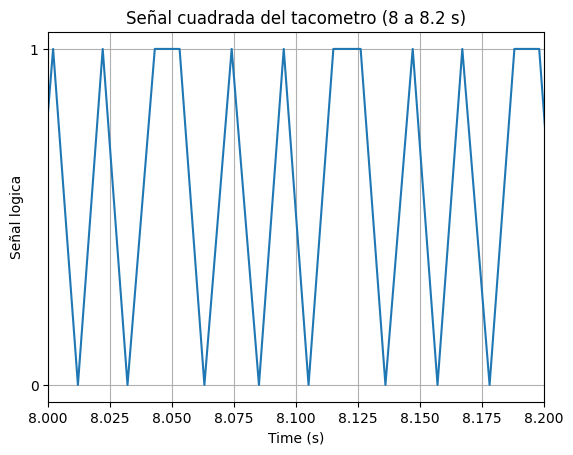 Señal cuadrada del tacometro (8 a 8.2 s)
Señal logica
1
0
8.000 8.025 8.050 8.075 8.100 8.125 8.150 8.175 8.200
Time (s)